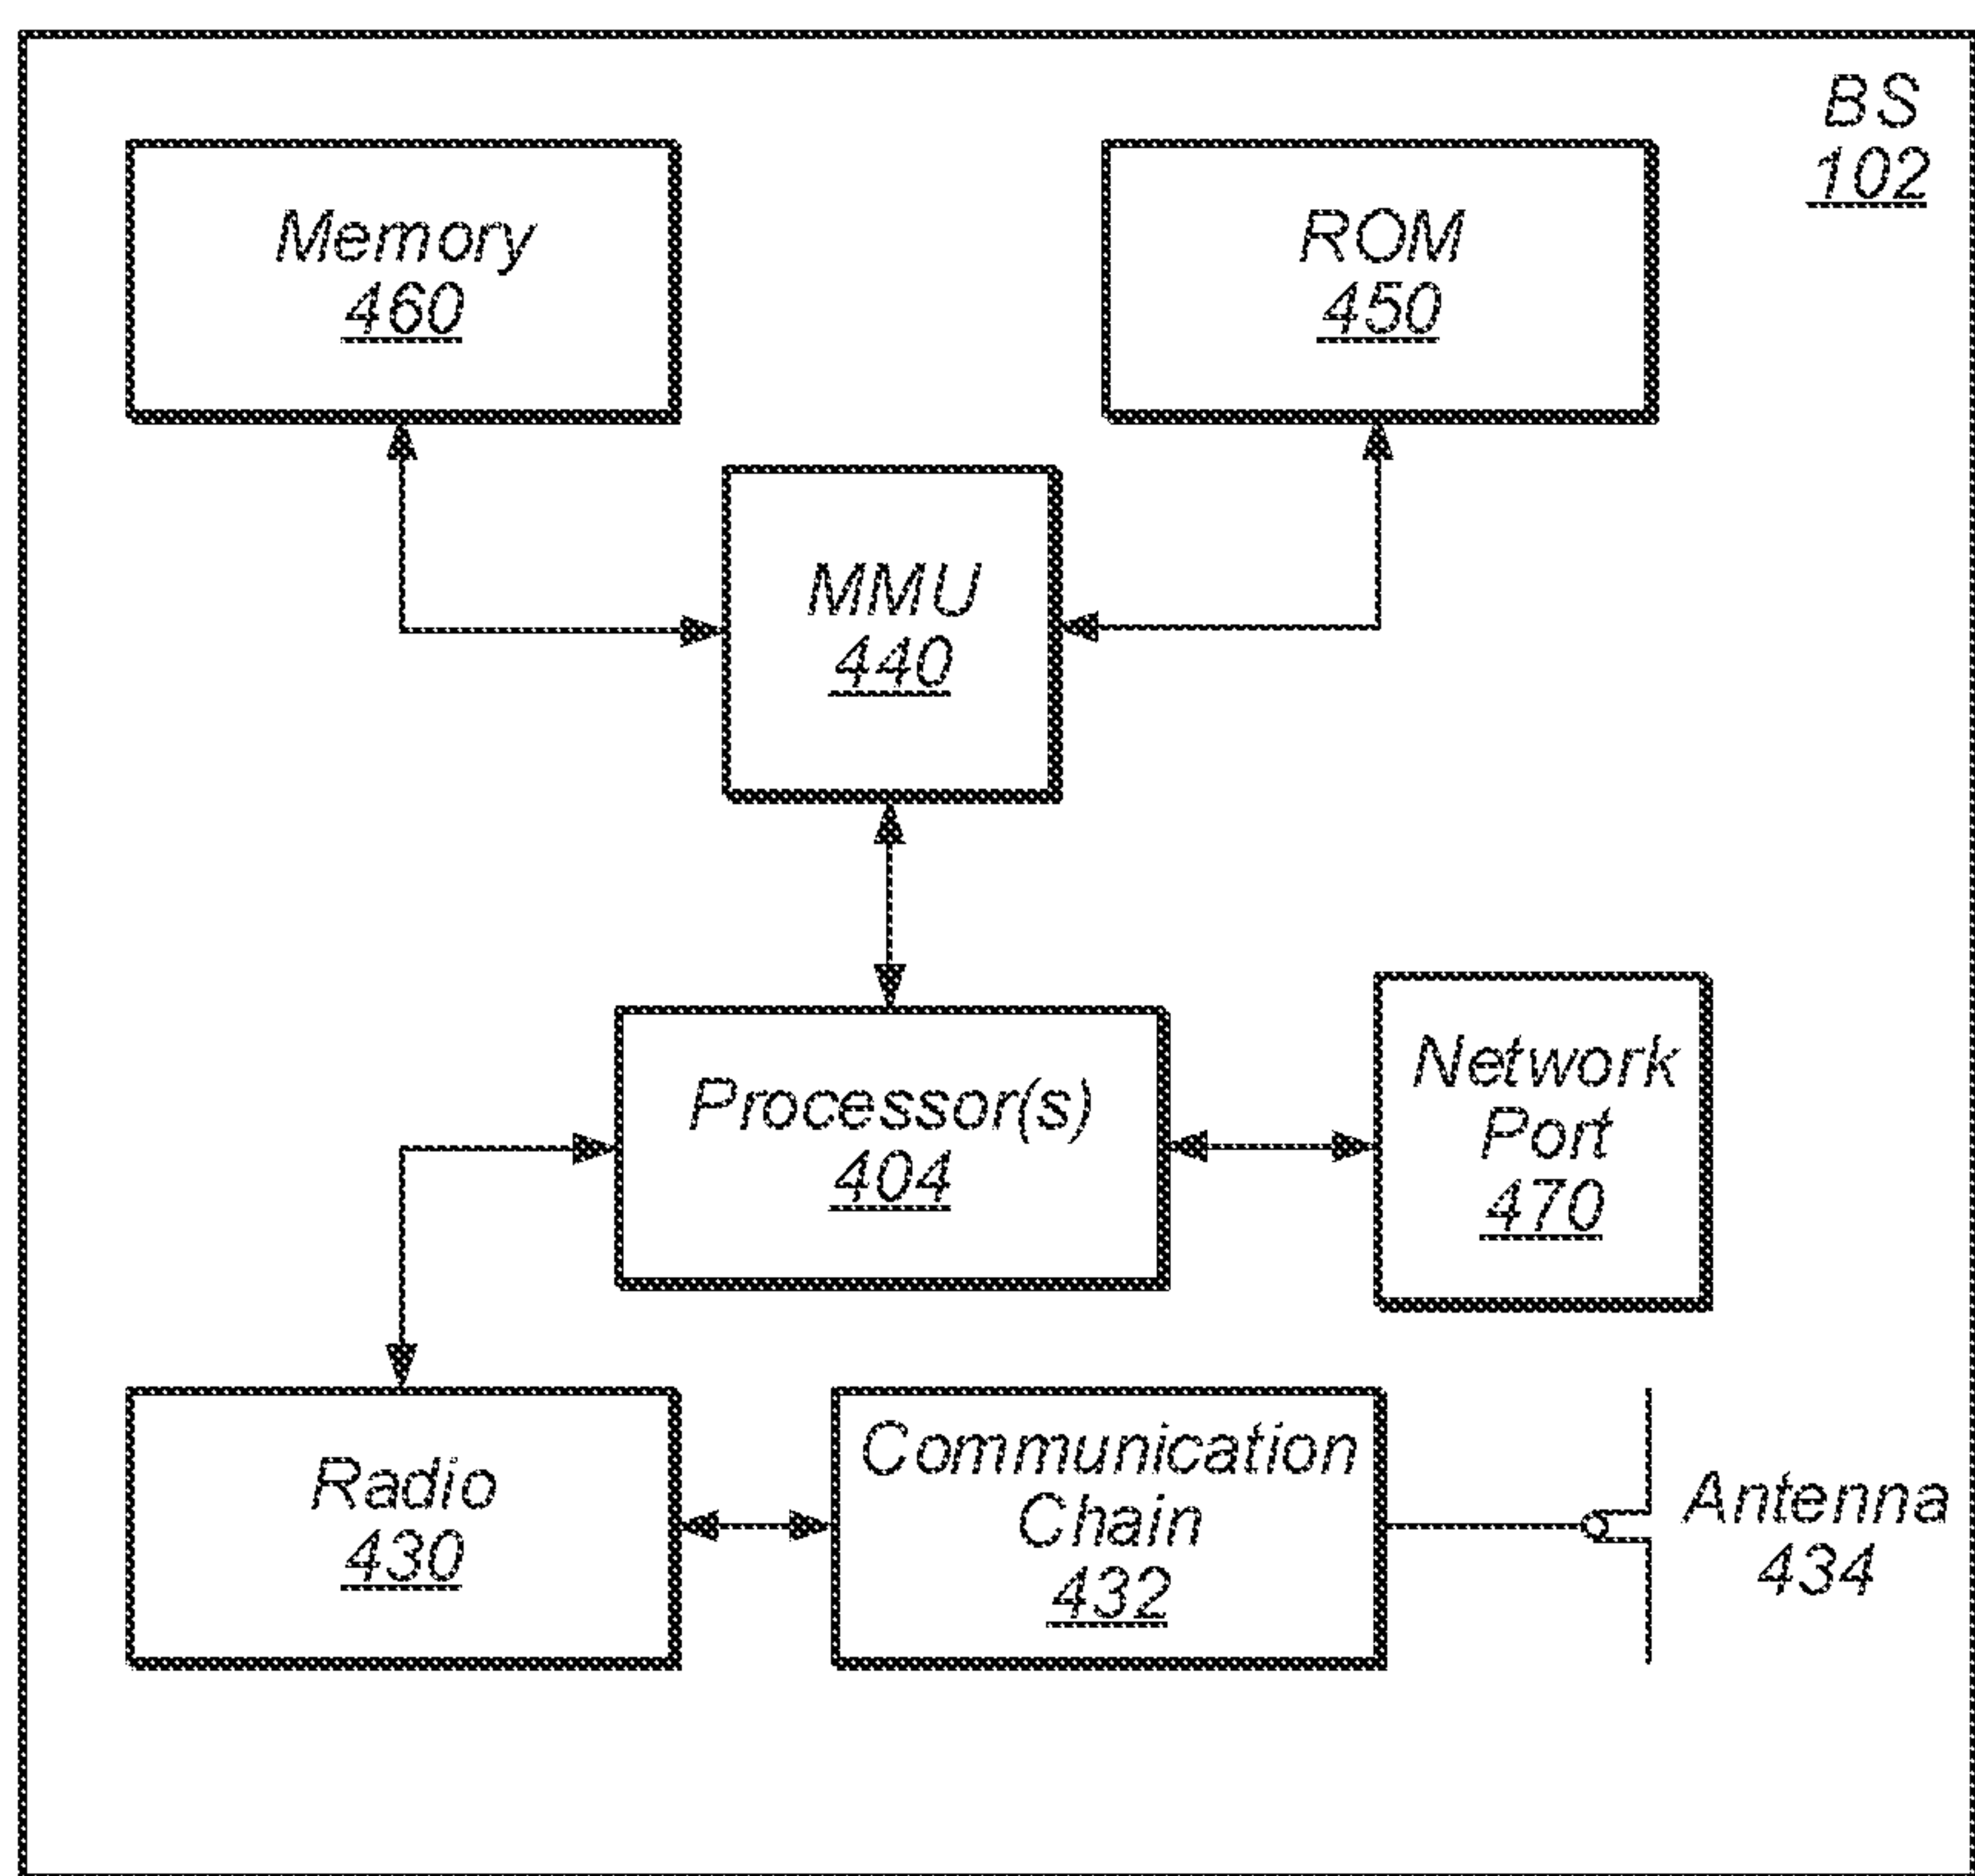 BS
102
Memory
460
ROM
450
MMU
440
Processor(s)
404
Network
Port
470
Radio
430
Communication
Chain
432
Antenna
434